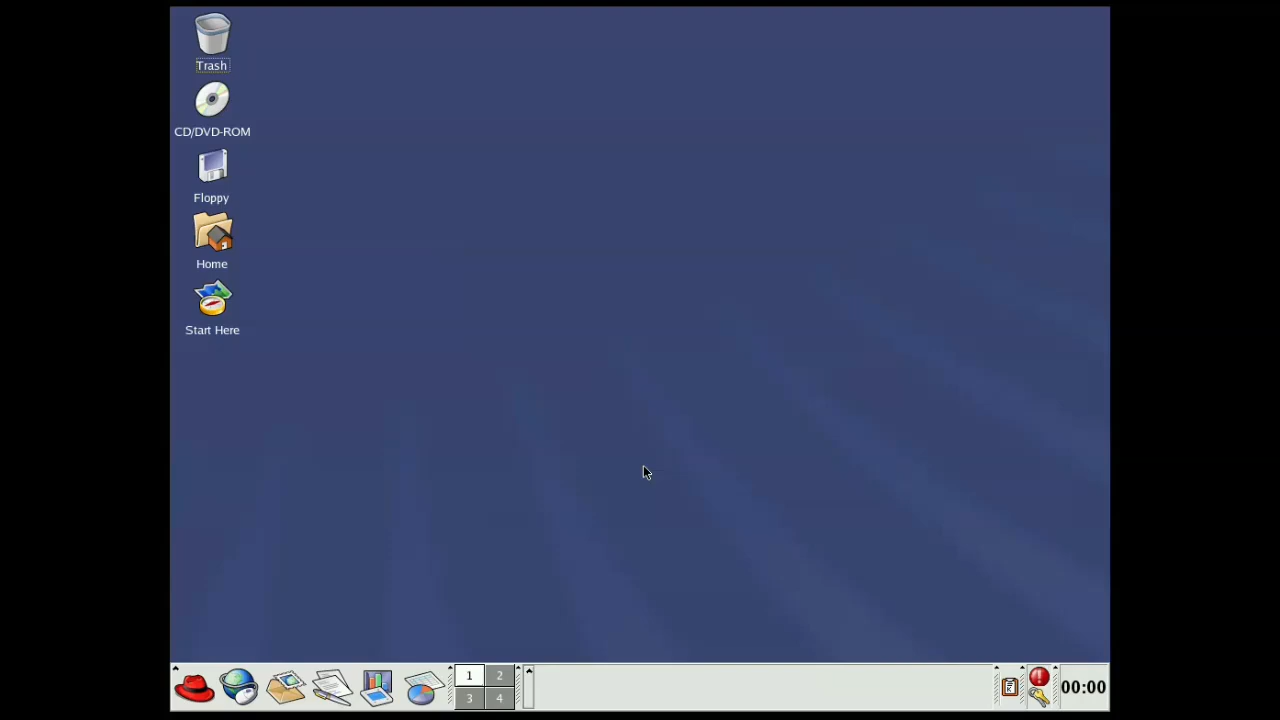 Trash
CD/DVD-ROM
Floppy
Home
Start Here
1 2
3 4
00:00